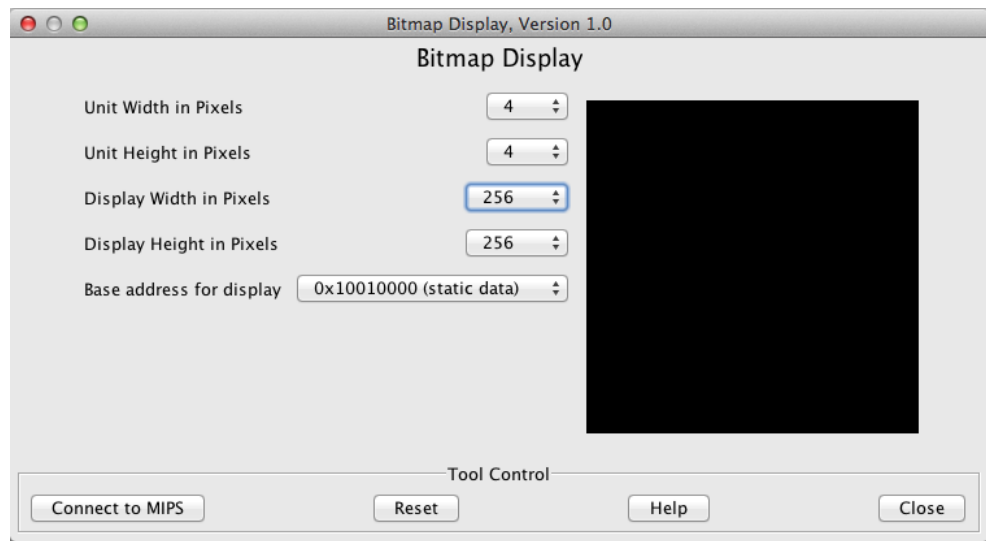 Bitmap Display, Version 1.0
Bitmap Display
Unit Width in Pixels 4
Unit Height in Pixels 4
Display Width in Pixels 256
Display Height in Pixels 256
Base address for display 0x10010000 (static data)
Tool Control
Connect to MIPS Reset Help Close